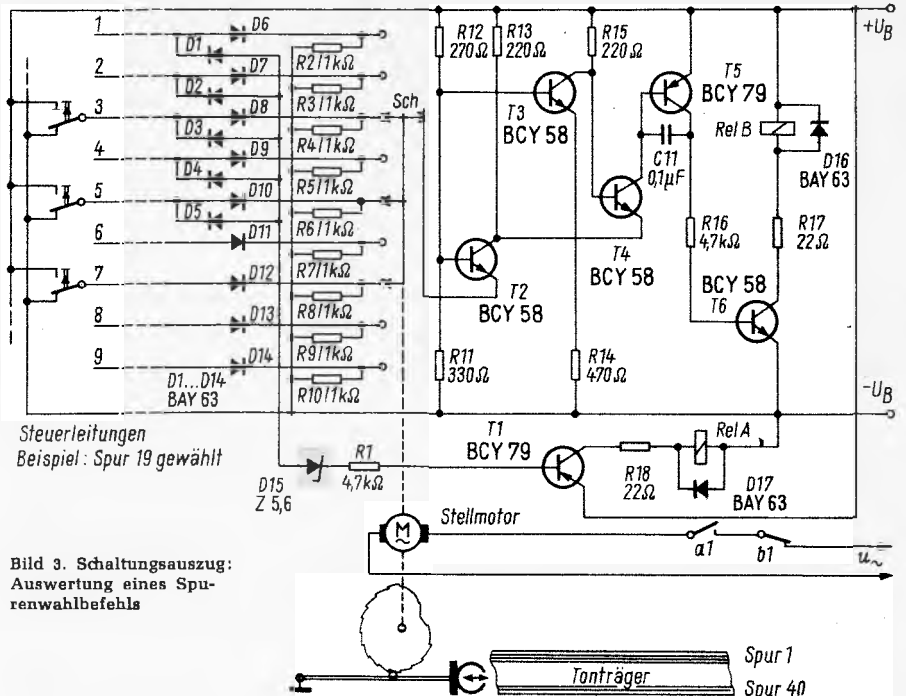 1
2
3
4
5
6
7
8
9
D6
D1
D7
D2
D8
D3
D9
D4
D10
D5
D11
D12
D13
D14
D1...D14
BAY 63
R2/1kΩ
R3/1kΩ
R4/1kΩ
R5/1kΩ
R6/1kΩ
R7/1kΩ
R8/1kΩ
R9/1kΩ
R10/1kΩ
Sch
R12
270Ω
R13
220Ω
R15
220Ω
T3
BCY 58
T5
BCY 79
C11
0,1µF
Rel B
D16
BAY 63
T4
BCY 58
R16
4,7kΩ
R17
22Ω
T2
BCY 58
BCY 58
T6
R11
330Ω
R14
470Ω
+UB
-UB
Steuerleitungen
Beispiel: Spur 19 gewählt
D15
Z 5,6
R1
4,7kΩ
T1
BCY 79
R18
22Ω
Rel A
D17
BAY 63
M
~
Stellmotor
a1
b1
u~
Bild 3. Schaltungsauszug:
Auswertung eines Spu-
renwahlbefehls
Tonträger
Spur 1
Spur 40